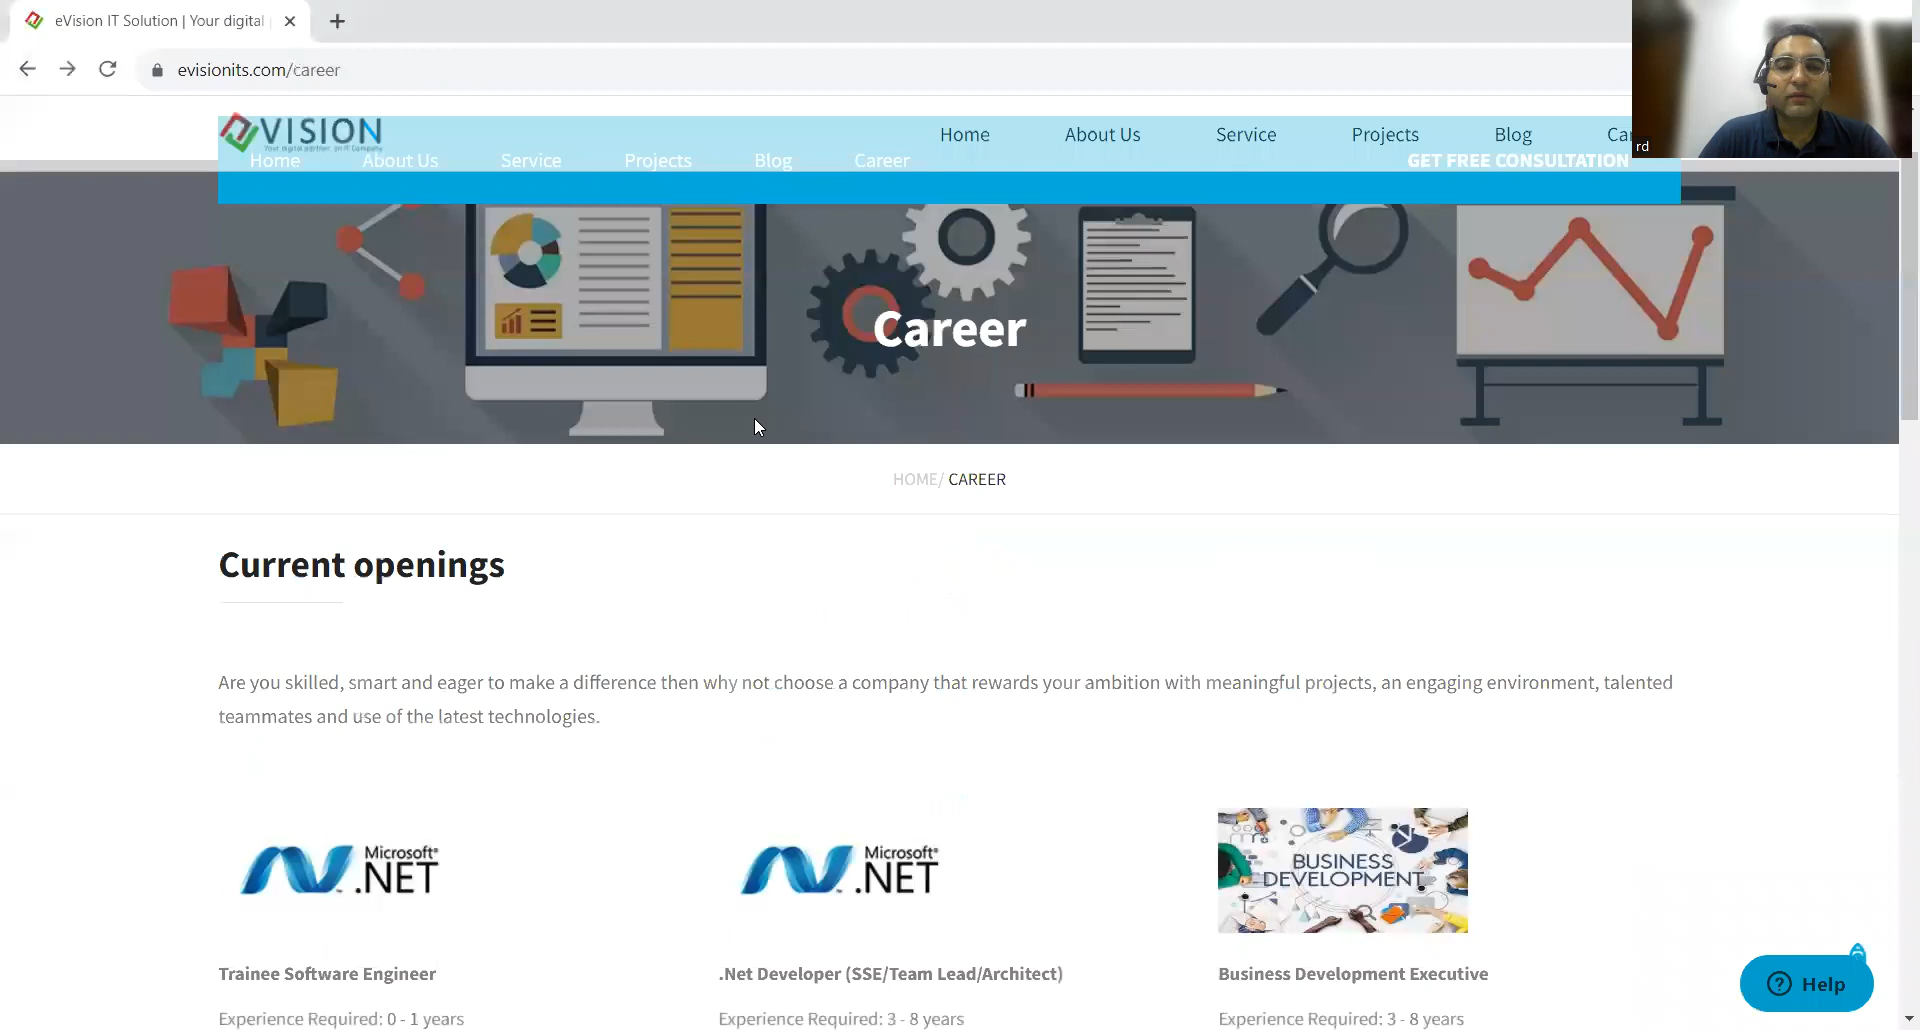 eVision IT Solution | Your digital
evisionits.com/career
VISION
Your digital partner, an IT Company
Home About Us Service Projects Blog Ca
Home About Us Service Projects Blog Career GET FREE CONSULTATION
rd
Career
HOME/ CAREER
Current openings
Are you skilled, smart and eager to make a difference then why not choose a company that rewards your ambition with meaningful projects, an engaging environment, talented
teammates and use of the latest technologies.
Microsoft®
.NET
Microsoft®
.NET
BUSINESS
DEVELOPMENT
Trainee Software Engineer
.Net Developer (SSE/Team Lead/Architect)
Business Development Executive
Experience Required: 0 - 1 years
Experience Required: 3 - 8 years
Experience Required: 3 - 8 years
Help